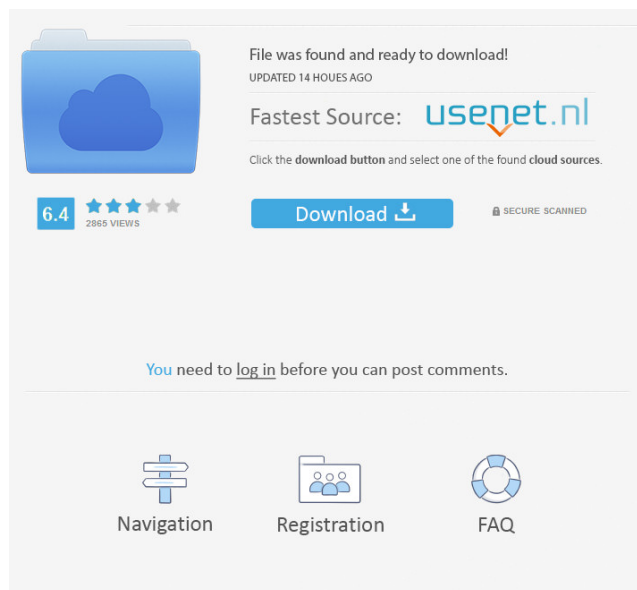 File was found and ready to download!
UPDATED 14 HOUES AGO
Fastest Source: usenet.nl
Click the download button and select one of the found cloud sources.
6.4
2865 VIEWS
Download
SECURE SCANNED
You need to log in before you can post comments.
Navigation
Registration
FAQ